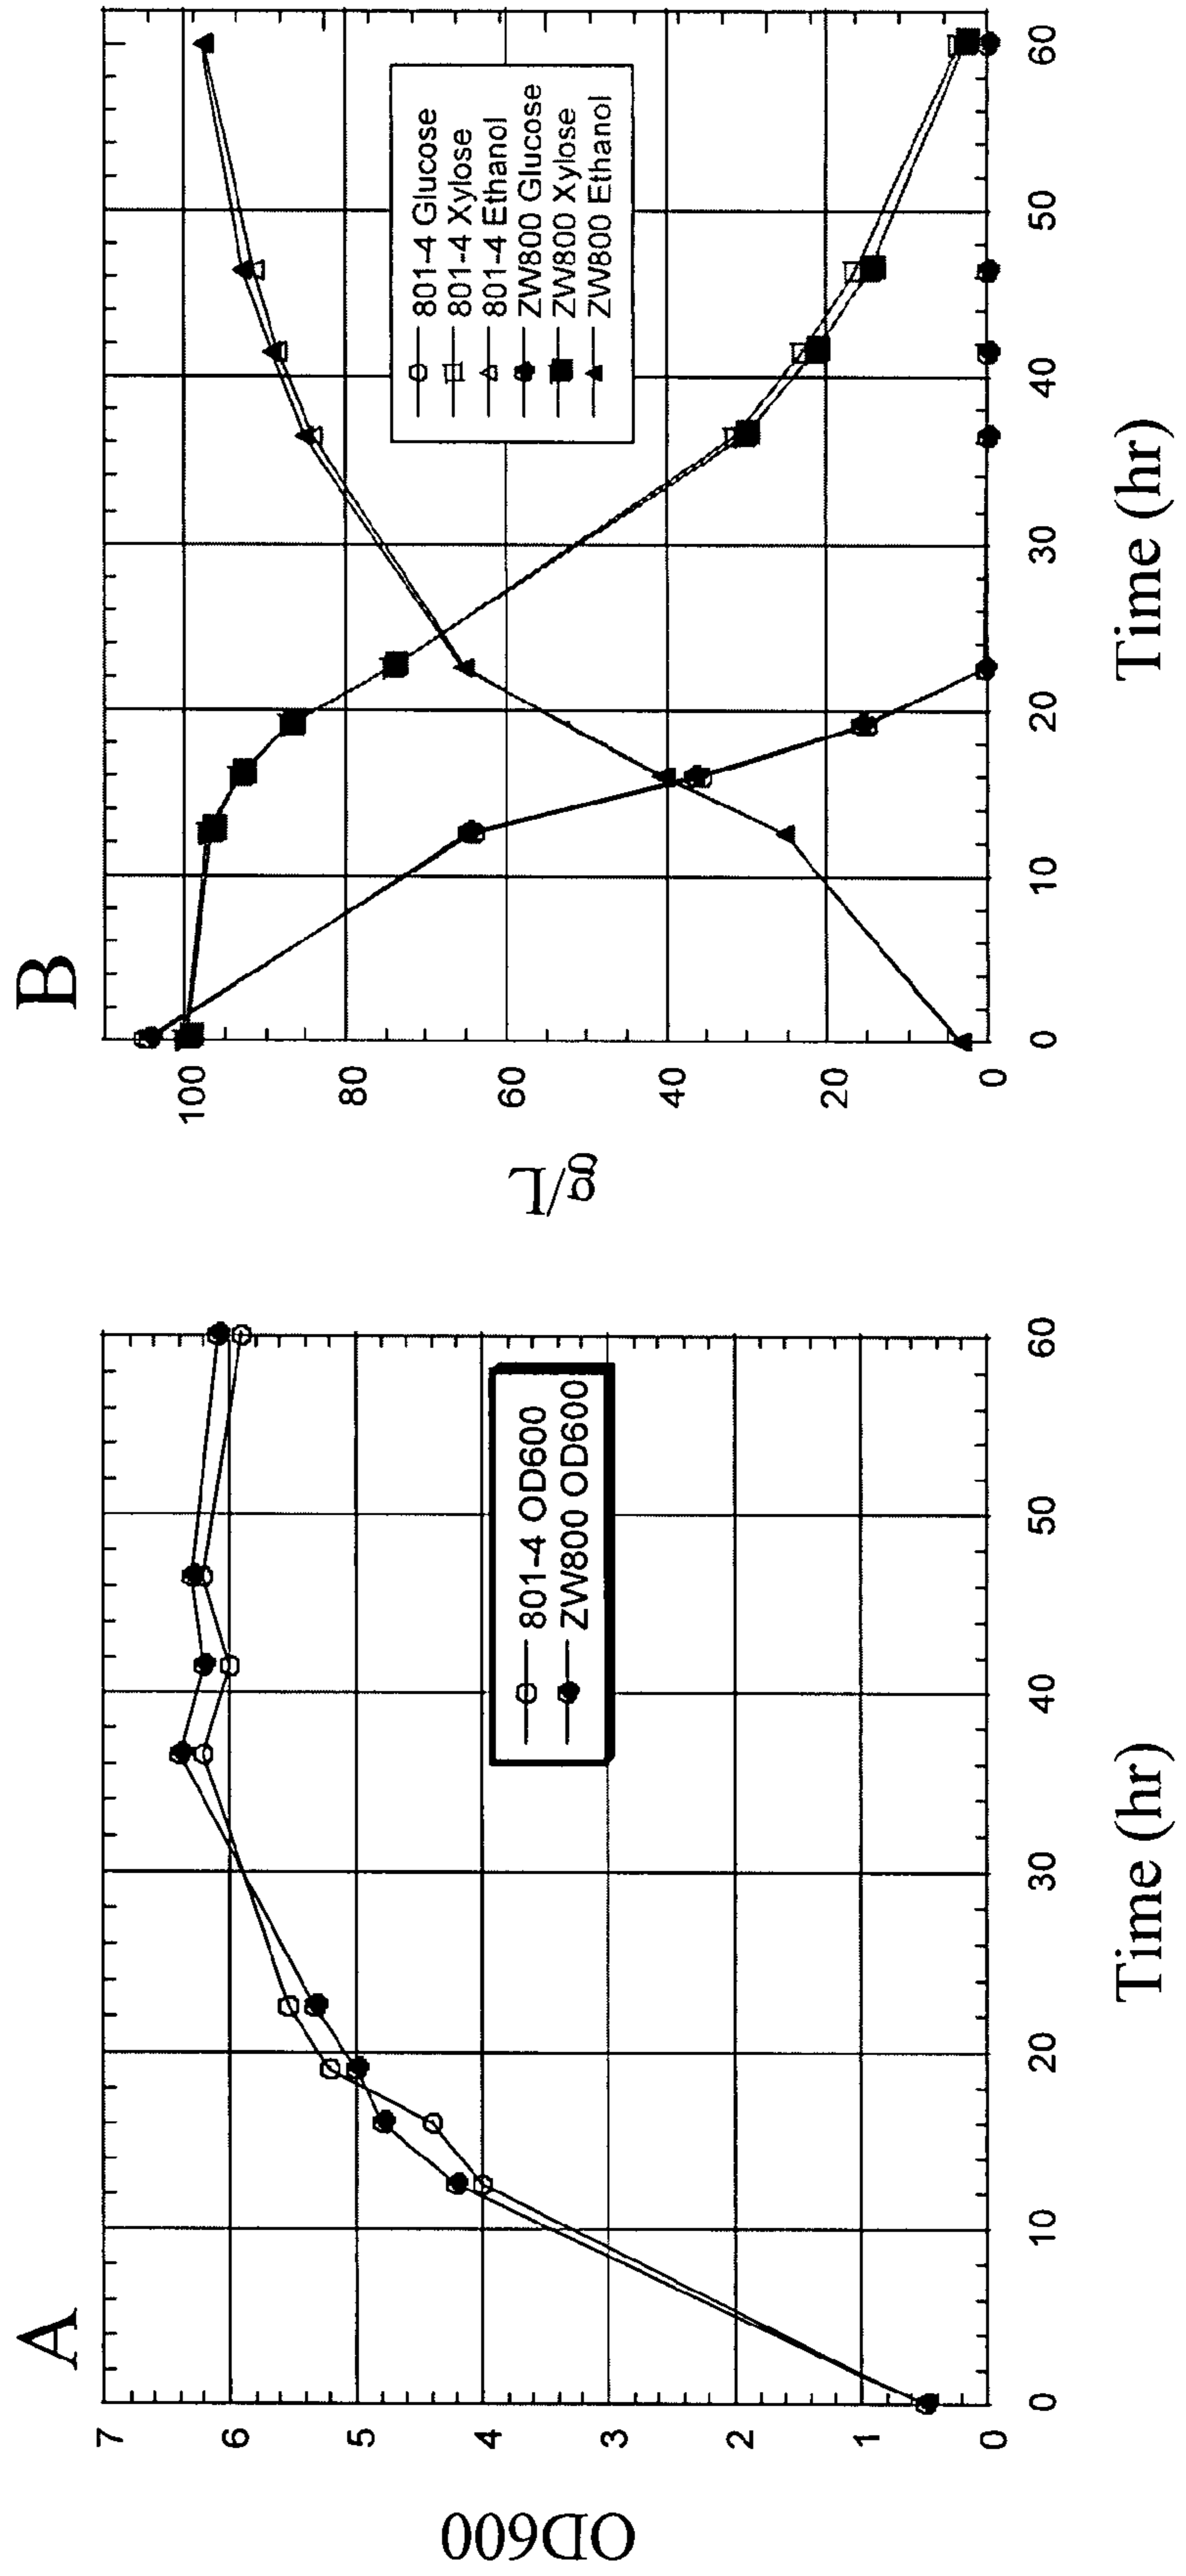 A
OD600
7
6
5
4
3
2
1
0
801-4 OD600
ZW800 OD600
0 10 20 30 40 50 60
Time (hr)
B
g/L
100
80
60
40
20
0
801-4 Glucose
801-4 Xylose
801-4 Ethanol
ZW800 Glucose
ZW800 Xylose
ZW800 Ethanol
0 10 20 30 40 50 60
Time (hr)